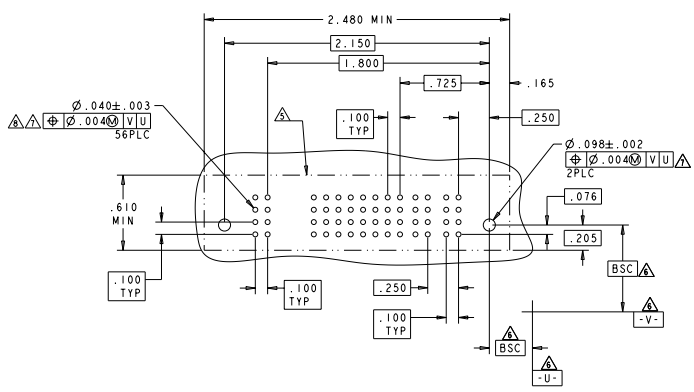 2.480 MIN
2.150
1.800
.725
.165
.100
TYP
.250
Ø.040±.003
8 7 ⌖ Ø.004Ⓜ V U
56PLC
5
Ø.098±.002
⌖ Ø.004Ⓜ V U 7
2PLC
.610
MIN
.076
.205
.100
TYP
.100
TYP
.250
.100
TYP
BSC 6
6
-V-
6
BSC
6
-U-